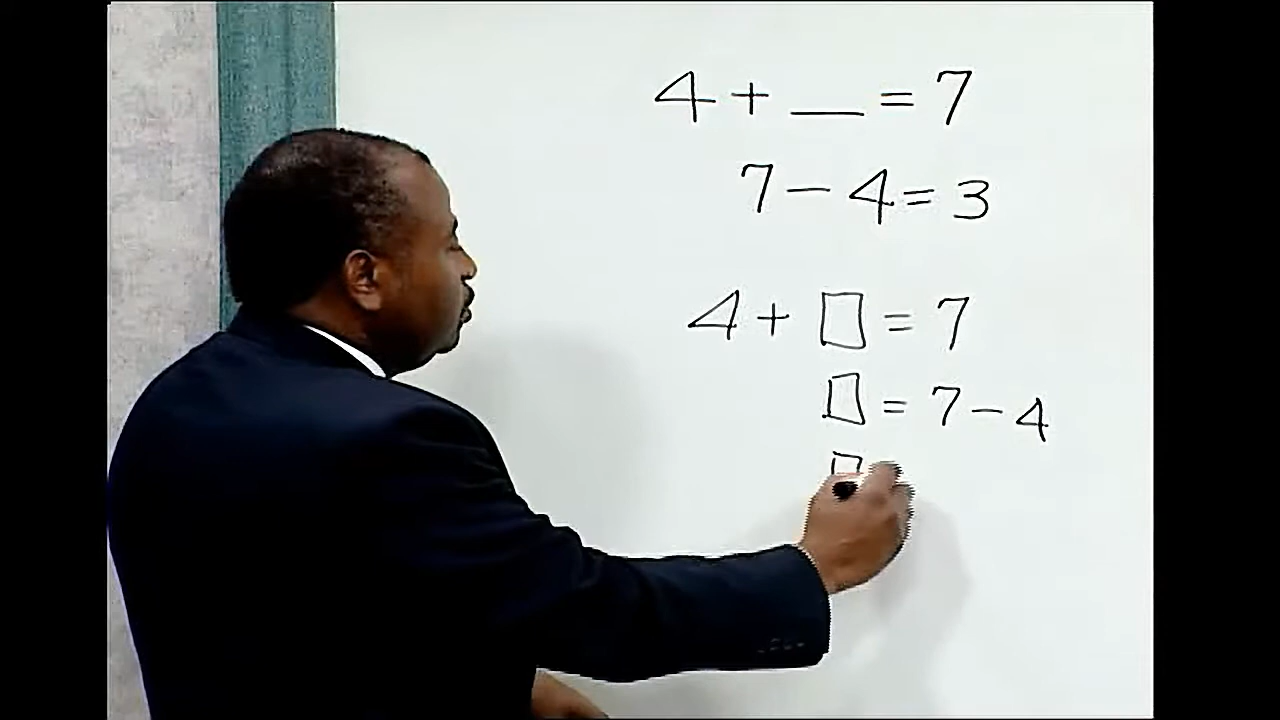 4 + __ = 7
7 - 4 = 3
4 + □ = 7
□ = 7 - 4
□